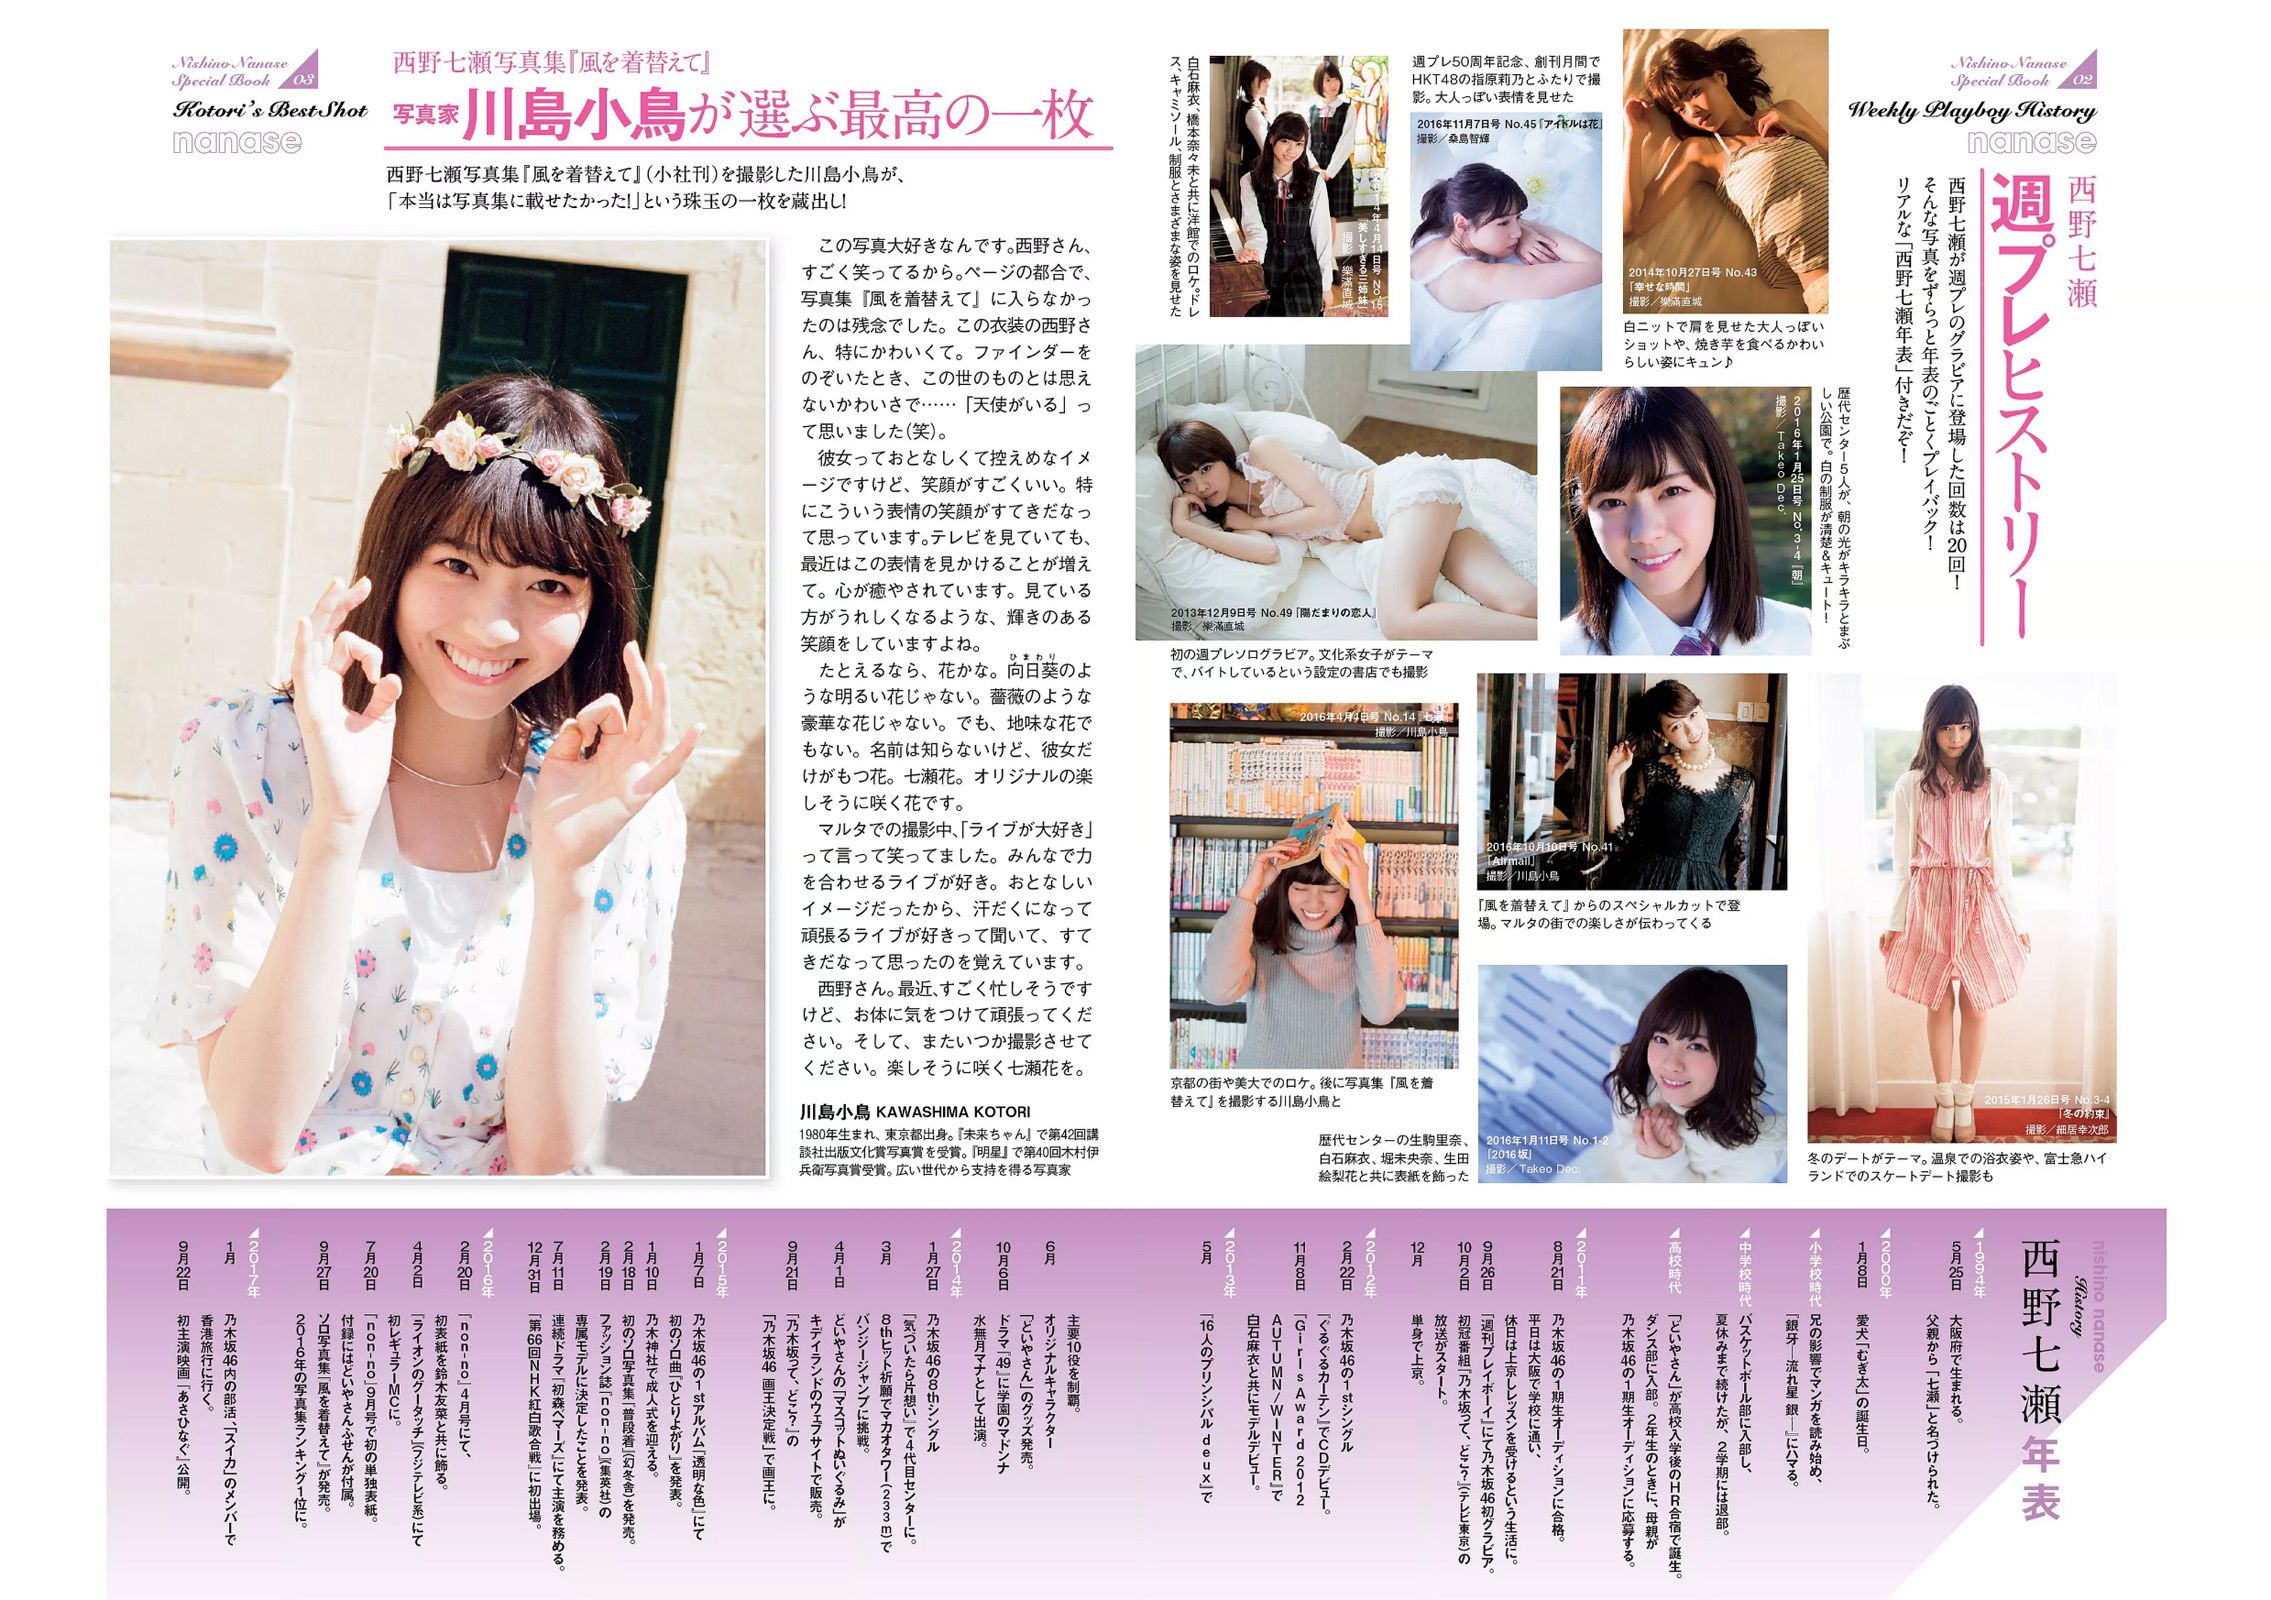 Nishino Nanase
Special Book 02
Weekly Playboy History
nanase
西野七瀬
週プレヒストリー
西野七瀬が週プレのグラビアに登場した回数は20回!
そんな写真をずらっと年表のごとくプレイバック!
リアルな「西野七瀬年表」付きだぞ!
2014年10月27日号 No.43
「幸せな時間」
撮影/樂滿直城
白ニットで肩を見せた大人っぽい
ショットや、焼き芋を食べるかわい
らしい姿にキュン♪
週プレ50周年記念、創刊月間で
HKT48の指原莉乃とふたりで撮
影。大人っぽい表情を見せた
2016年11月7日号 No.45『アイドルは花』
撮影/桑島智輝
白石麻衣、橋本奈々未と共に洋館でのロケ。ドレ
ス、キャミソール、制服とさまざまな姿を見せた
2014年4月14日号 No.15
「美しすぎる三姉妹」
撮影/樂滿直城
歴代センター5人が、朝の光がキラキラとまぶ
しい公園で。白の制服が清楚&キュート!
2016年1月25日号 No.3-4『朝』
撮影/Takeo Dec.
2013年12月9日号 No.49『陽だまりの恋人』
撮影/樂滿直城
初の週プレソログラビア。文化系女子がテーマ
で、バイトしているという設定の書店でも撮影
2015年1月26日号 No.3-4
『冬の約束』
撮影/細居幸次郎
冬のデートがテーマ。温泉での浴衣姿や、富士急ハイ
ランドでのスケートデート撮影も
2016年10月10日号 No.41
「Airmail」
撮影/川島小鳥
『風を着替えて』からのスペシャルカットで登
場。マルタの街での楽しさが伝わってくる
2016年4月4日号 No.14『七瀬』
撮影/川島小鳥
京都の街や美大でのロケ。後に写真集『風を着
替えて』を撮影する川島小鳥と
2016年1月11日号 No.1-2
『2016坂』
撮影/Takeo Dec.
歴代センターの生駒里奈、
白石麻衣、堀未央奈、生田
絵梨花と共に表紙を飾った
Nishino Nanase
Special Book 03
Kotori's Best Shot
nanase
西野七瀬写真集『風を着替えて』
写真家 川島小鳥が選ぶ最高の一枚
西野七瀬写真集『風を着替えて』(小社刊)を撮影した川島小鳥が、
「本当は写真集に載せたかった!」という珠玉の一枚を蔵出し!
この写真大好きなんです。西野さん、
すごく笑ってるから。ページの都合で、
写真集『風を着替えて』に入らなかっ
たのは残念でした。この衣装の西野さ
ん、特にかわいくて。ファインダーを
のぞいたとき、この世のものとは思え
ないかわいさで……「天使がいる」っ
て思いました(笑)。
彼女っておとなしくて控えめなイメ
ージですけど、笑顔がすごくいい。特
にこういう表情の笑顔がすてきだなっ
て思っています。テレビを見ていても、
最近はこの表情を見かけることが増え
て。心が癒やされています。見ている
方がうれしくなるような、輝きのある
笑顔をしていますよね。
たとえるなら、花かな。向日葵のよ
ひまわり
うな明るい花じゃない。薔薇のような
豪華な花じゃない。でも、地味な花で
もない。名前は知らないけど、彼女だ
けがもつ花。七瀬花。オリジナルの楽
しそうに咲く花です。
マルタでの撮影中、「ライブが大好き」
って言って笑ってました。みんなで力
を合わせるライブが好き。おとなしい
イメージだったから、汗だくになって
頑張るライブが好きって聞いて、すて
きだなって思ったのを覚えています。
西野さん。最近、すごく忙しそうです
けど、お体に気をつけて頑張ってくだ
さい。そして、またいつか撮影させて
ください。楽しそうに咲く七瀬花を。
川島小鳥 KAWASHIMA KOTORI
1980年生まれ、東京都出身。『未来ちゃん』で第42回講
談社出版文化賞写真賞を受賞。『明星』で第40回木村伊
兵衛写真賞受賞。広い世代から支持を得る写真家
nishino nanase
History
西野七瀬年表
1994年
5月25日 大阪府で生まれる。
父親から「七瀬」と名づけられた。
2000年
1月8日 愛犬「むぎ太」の誕生日。
小学校時代 兄の影響でマンガを読み始め、
『銀牙―流れ星 銀―』にハマる。
中学校時代 バスケットボール部に入部し、
夏休みまで続けたが、2学期には退部。
高校時代 「どいやさん」が高校入学後のHR合宿で誕生。
ダンス部に入部。2年生のときに、母親が
乃木坂46の1期生オーディションに応募する。
2011年
8月21日 乃木坂46の1期生オーディションに合格。
平日は大阪で学校に通い、
休日は上京しレッスンを受けるという生活に。
9月26日 『週刊プレイボーイ』にて乃木坂46初グラビア。
10月2日 初冠番組『乃木坂って、どこ?』(テレビ東京)の
放送がスタート。
12月 単身で上京。
2012年
2月22日 乃木坂46の1stシングル
『ぐるぐるカーテン』でCDデビュー。
11月8日 『Girls Award 2012
AUTUMN/WINTER』で
白石麻衣と共にモデルデビュー。
2013年
5月 『16人のプリンシパル deux』で
主要10役を制覇。
6月 オリジナルキャラクター
「どいやさん」のグッズ発売。
10月6日 ドラマ『49』に学園のマドンナ
水無月マナとして出演。
2014年
1月27日 乃木坂46の8thシングル
『気づいたら片想い』で4代目センターに。
3月 8thヒット祈願でマカオタワー(233m)で
バンジージャンプに挑戦。
4月1日 どいやさんの「マスコットぬいぐるみ」が
キデイランドのウェブサイトで販売。
9月21日 『乃木坂って、どこ?』の
「乃木坂46 画王決定戦」で画王に。
2015年
1月7日 乃木坂46の1stアルバム『透明な色』にて
初のソロ曲『ひとりよがり』を発表。
1月10日 乃木神社で成人式を迎える。
2月18日 初のソロ写真集『普段着』(幻冬舎)を発売。
2月19日 ファッション誌『non-no』(集英社)の
専属モデルに決定したことを発表。
7月11日 連続ドラマ『初森ベマーズ』にて主演を務める。
12月31日 『第66回NHK紅白歌合戦』に初出場。
2016年
2月20日 『non-no』4月号にて、
初表紙を鈴木友菜と共に飾る。
4月2日 『ライオンのグータッチ』(フジテレビ系)にて
初レギュラーMCに。
7月20日 『non-no』9月号で初の単独表紙。
付録にはどいやさんふせんが付属。
9月27日 ソロ写真集『風を着替えて』が発売。
2016年の写真集ランキング1位に。
2017年
1月 乃木坂46内の部活、「スイカ」のメンバーで
香港旅行に行く。
9月22日 初主演映画『あさひなぐ』公開。